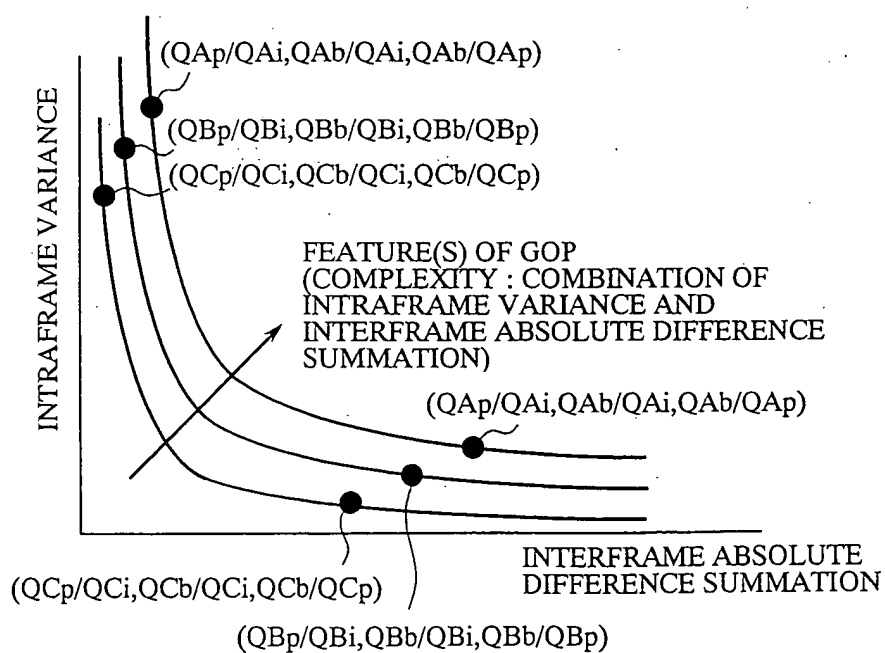 (QAp/QAi,QAb/QAi,QAb/QAp)
(QBp/QBi,QBb/QBi,QBb/QBp)
(QCp/QCi,QCb/QCi,QCb/QCp)
INTRAFRAME VARIANCE
FEATURE(S) OF GOP
(COMPLEXITY : COMBINATION OF
INTRAFRAME VARIANCE AND
INTERFRAME ABSOLUTE DIFFERENCE
SUMMATION)
(QAp/QAi,QAb/QAi,QAb/QAp)
INTERFRAME ABSOLUTE
DIFFERENCE SUMMATION
(QCp/QCi,QCb/QCi,QCb/QCp)
(QBp/QBi,QBb/QBi,QBb/QBp)